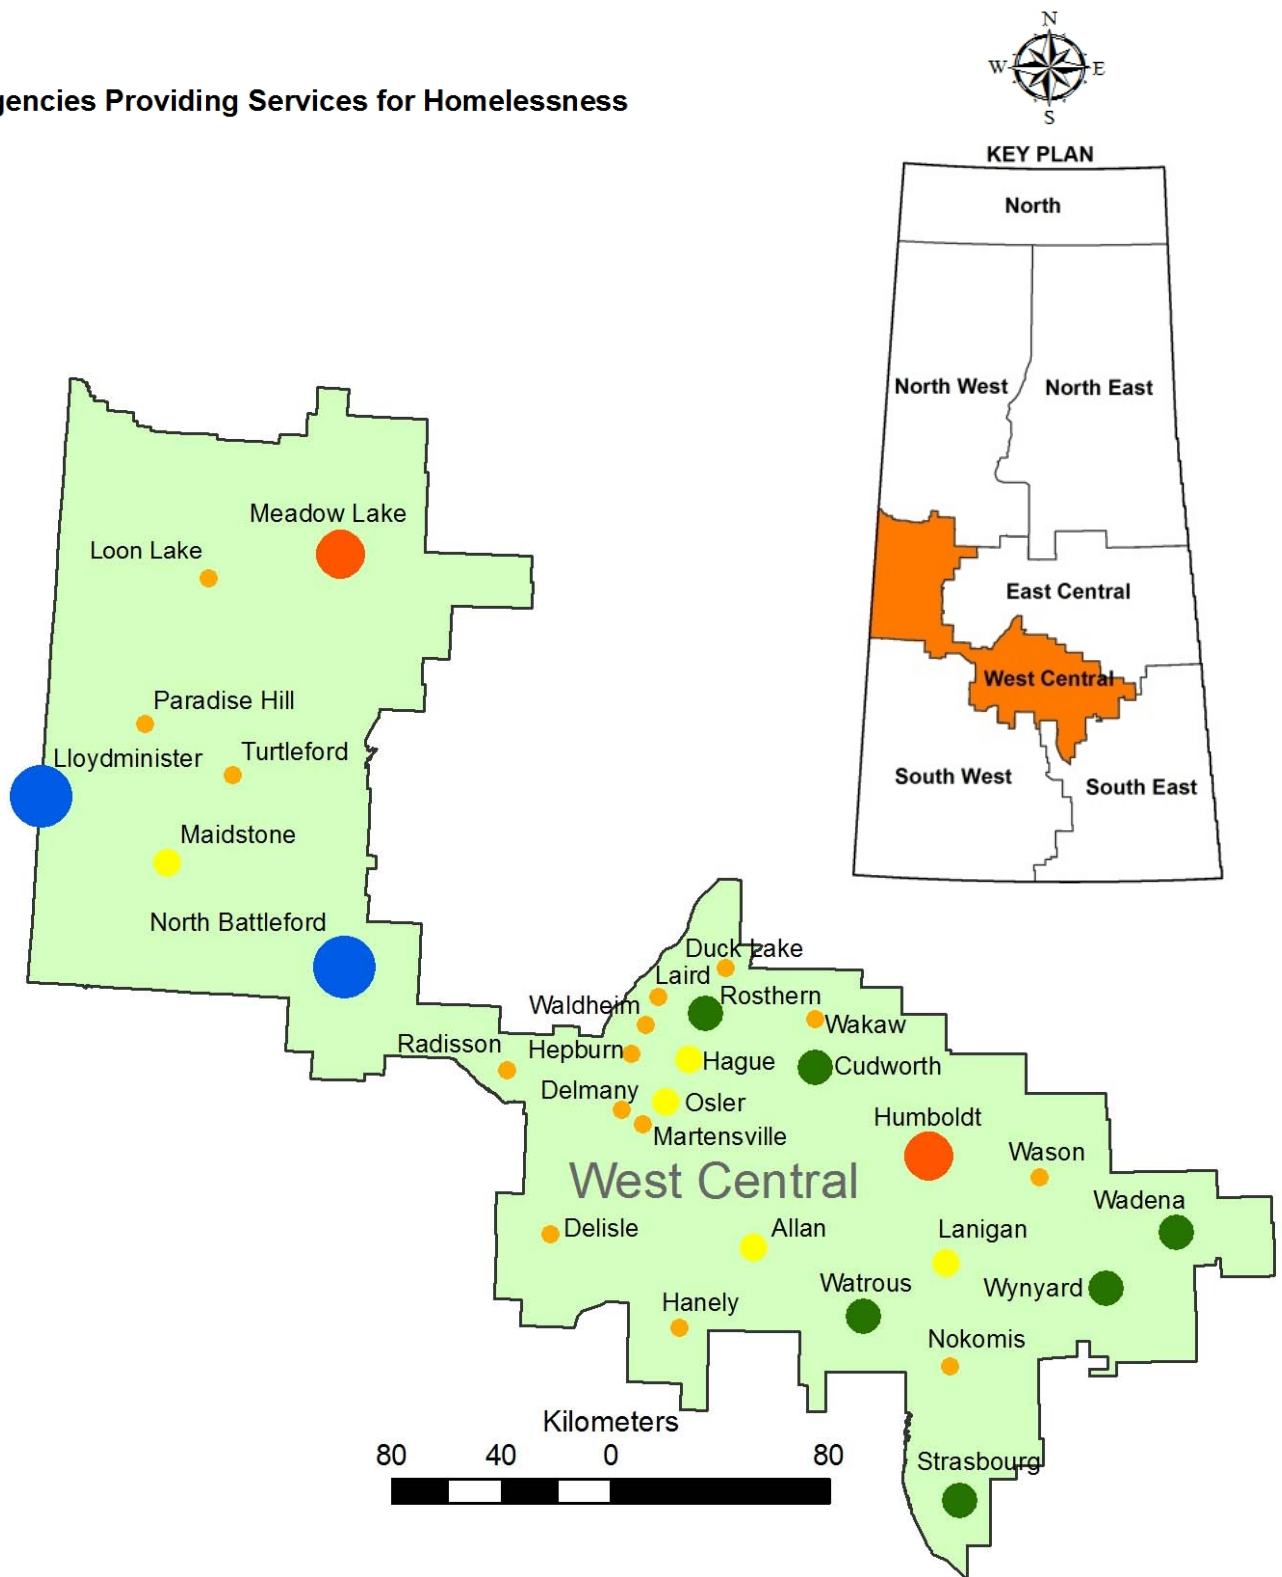 N
W E
S
gencies Providing Services for Homelessness
KEY PLAN
North
North West
North East
East Central
West Central
South West
South East
Meadow Lake
Loon Lake
Paradise Hill
Lloydminister
Turtleford
Maidstone
North Battleford
Duck Lake
Laird
Rosthern
Waldheim
Wakaw
Radisson
Hepburn
Hague
Cudworth
Delmany
Osler
Martensville
Humboldt
Wason
West Central
Wadena
Delisle
Allan
Lanigan
Watrous
Wynyard
Hanely
Nokomis
Kilometers
80 40 0 80
Strasbourg